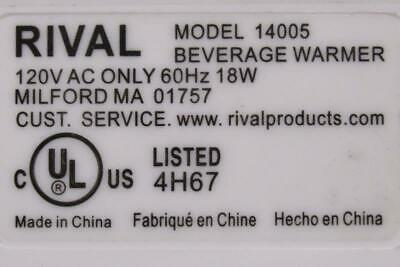 RIVAL MODEL 14005
BEVERAGE WARMER
120V AC ONLY 60Hz 18W
MILFORD MA 01757
CUST. SERVICE. www.rivalproducts.com.
C UL ® US LISTED
4H67
Made in China Fabriqué en Chine Hecho en China